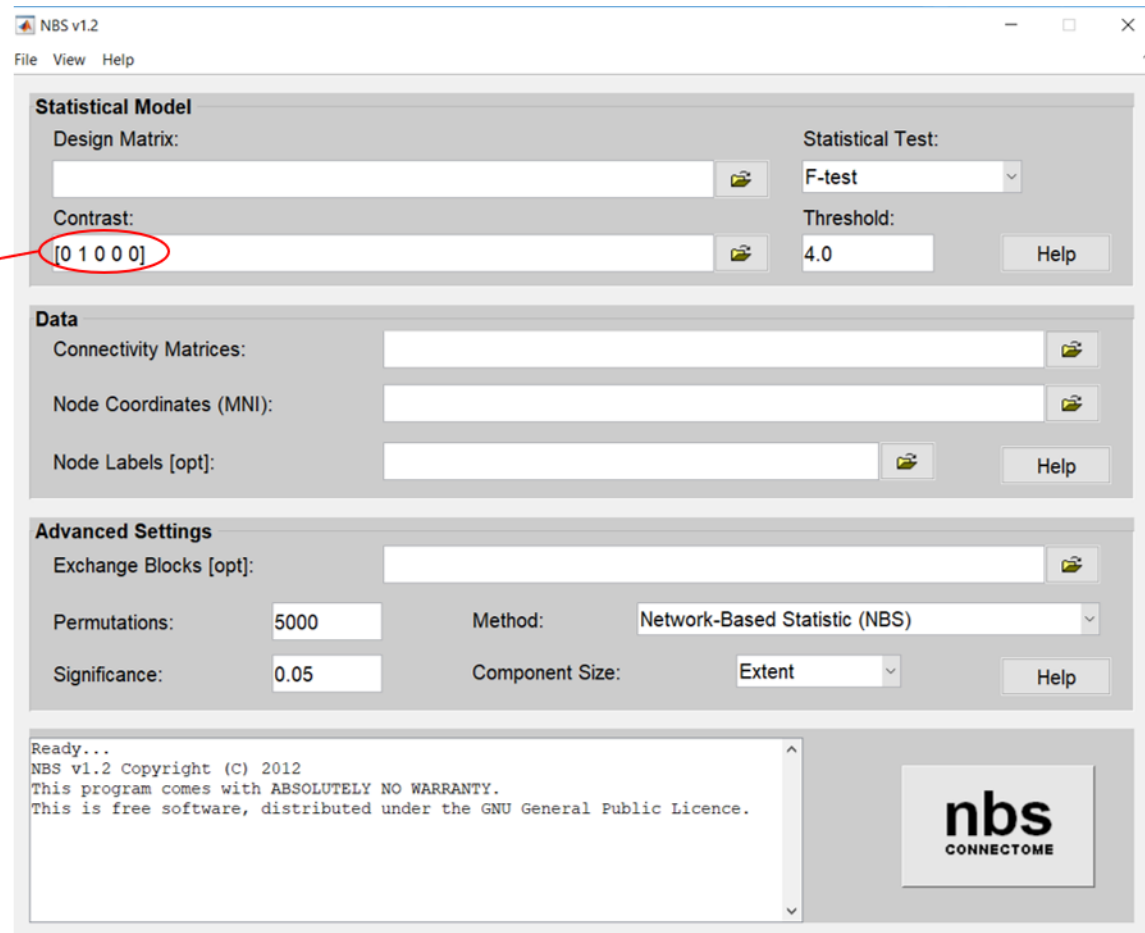 NBS v1.2
File View Help
Statistical Model
Design Matrix:
Statistical Test:
F-test
Contrast:
Threshold:
[0 1 0 0 0]
4.0
Help
Data
Connectivity Matrices:
Node Coordinates (MNI):
Node Labels [opt]:
Help
Advanced Settings
Exchange Blocks [opt]:
Permutations: 5000 Method: Network-Based Statistic (NBS)
Significance: 0.05 Component Size: Extent
Help
Ready...
NBS v1.2 Copyright (C) 2012
This program comes with ABSOLUTELY NO WARRANTY.
This is free software, distributed under the GNU General Public Licence.
nbs
CONNECTOME